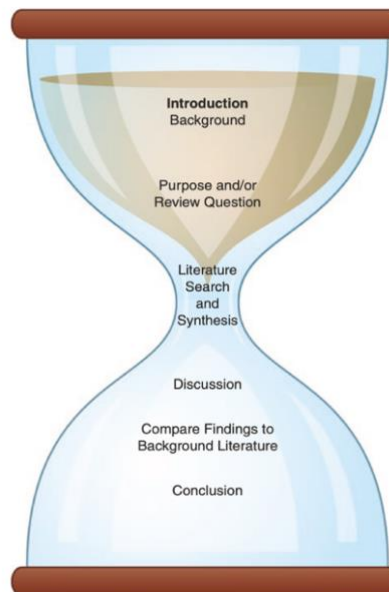 Introduction
Background
Purpose and/or
Review Question
Literature
Search
and
Synthesis
Discussion
Compare Findings to
Background Literature
Conclusion